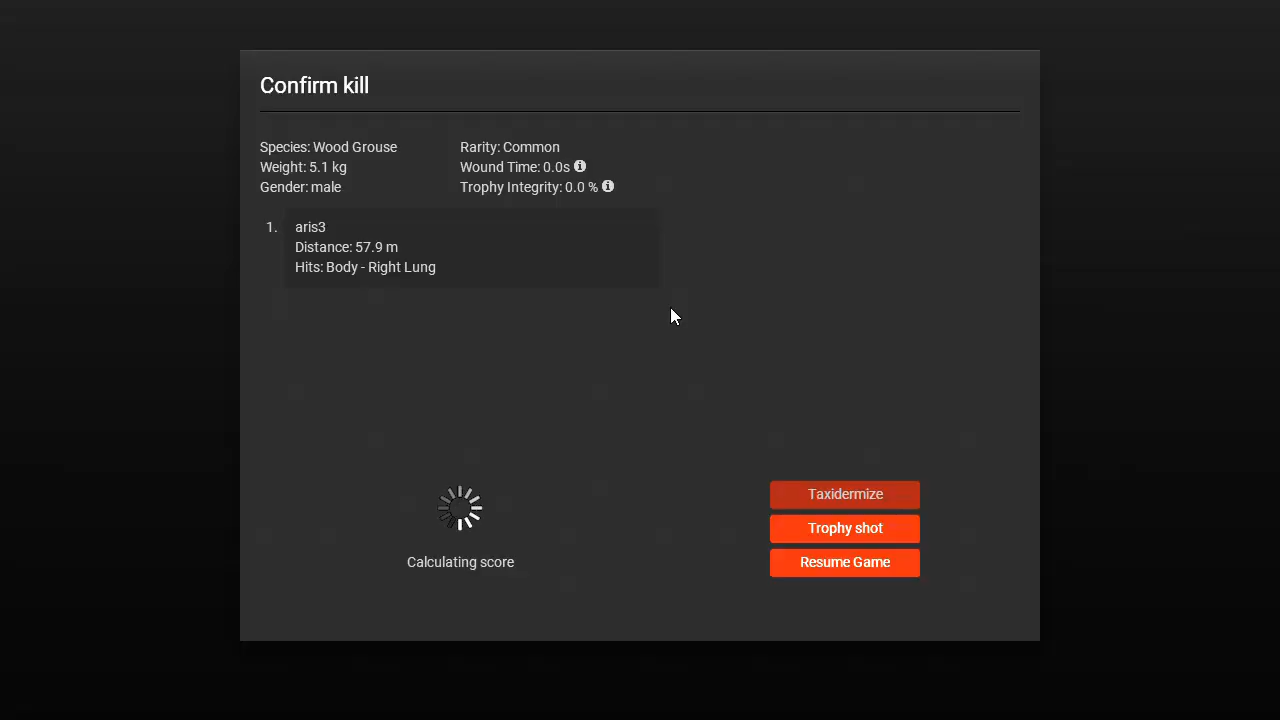 Confirm kill
Species: Wood Grouse
Weight: 5.1 kg
Gender: male
Rarity: Common
Wound Time: 0.0s
Trophy Integrity: 0.0 %
1.
aris3
Distance: 57.9 m
Hits: Body - Right Lung
Calculating score
Taxidermize
Trophy shot
Resume Game